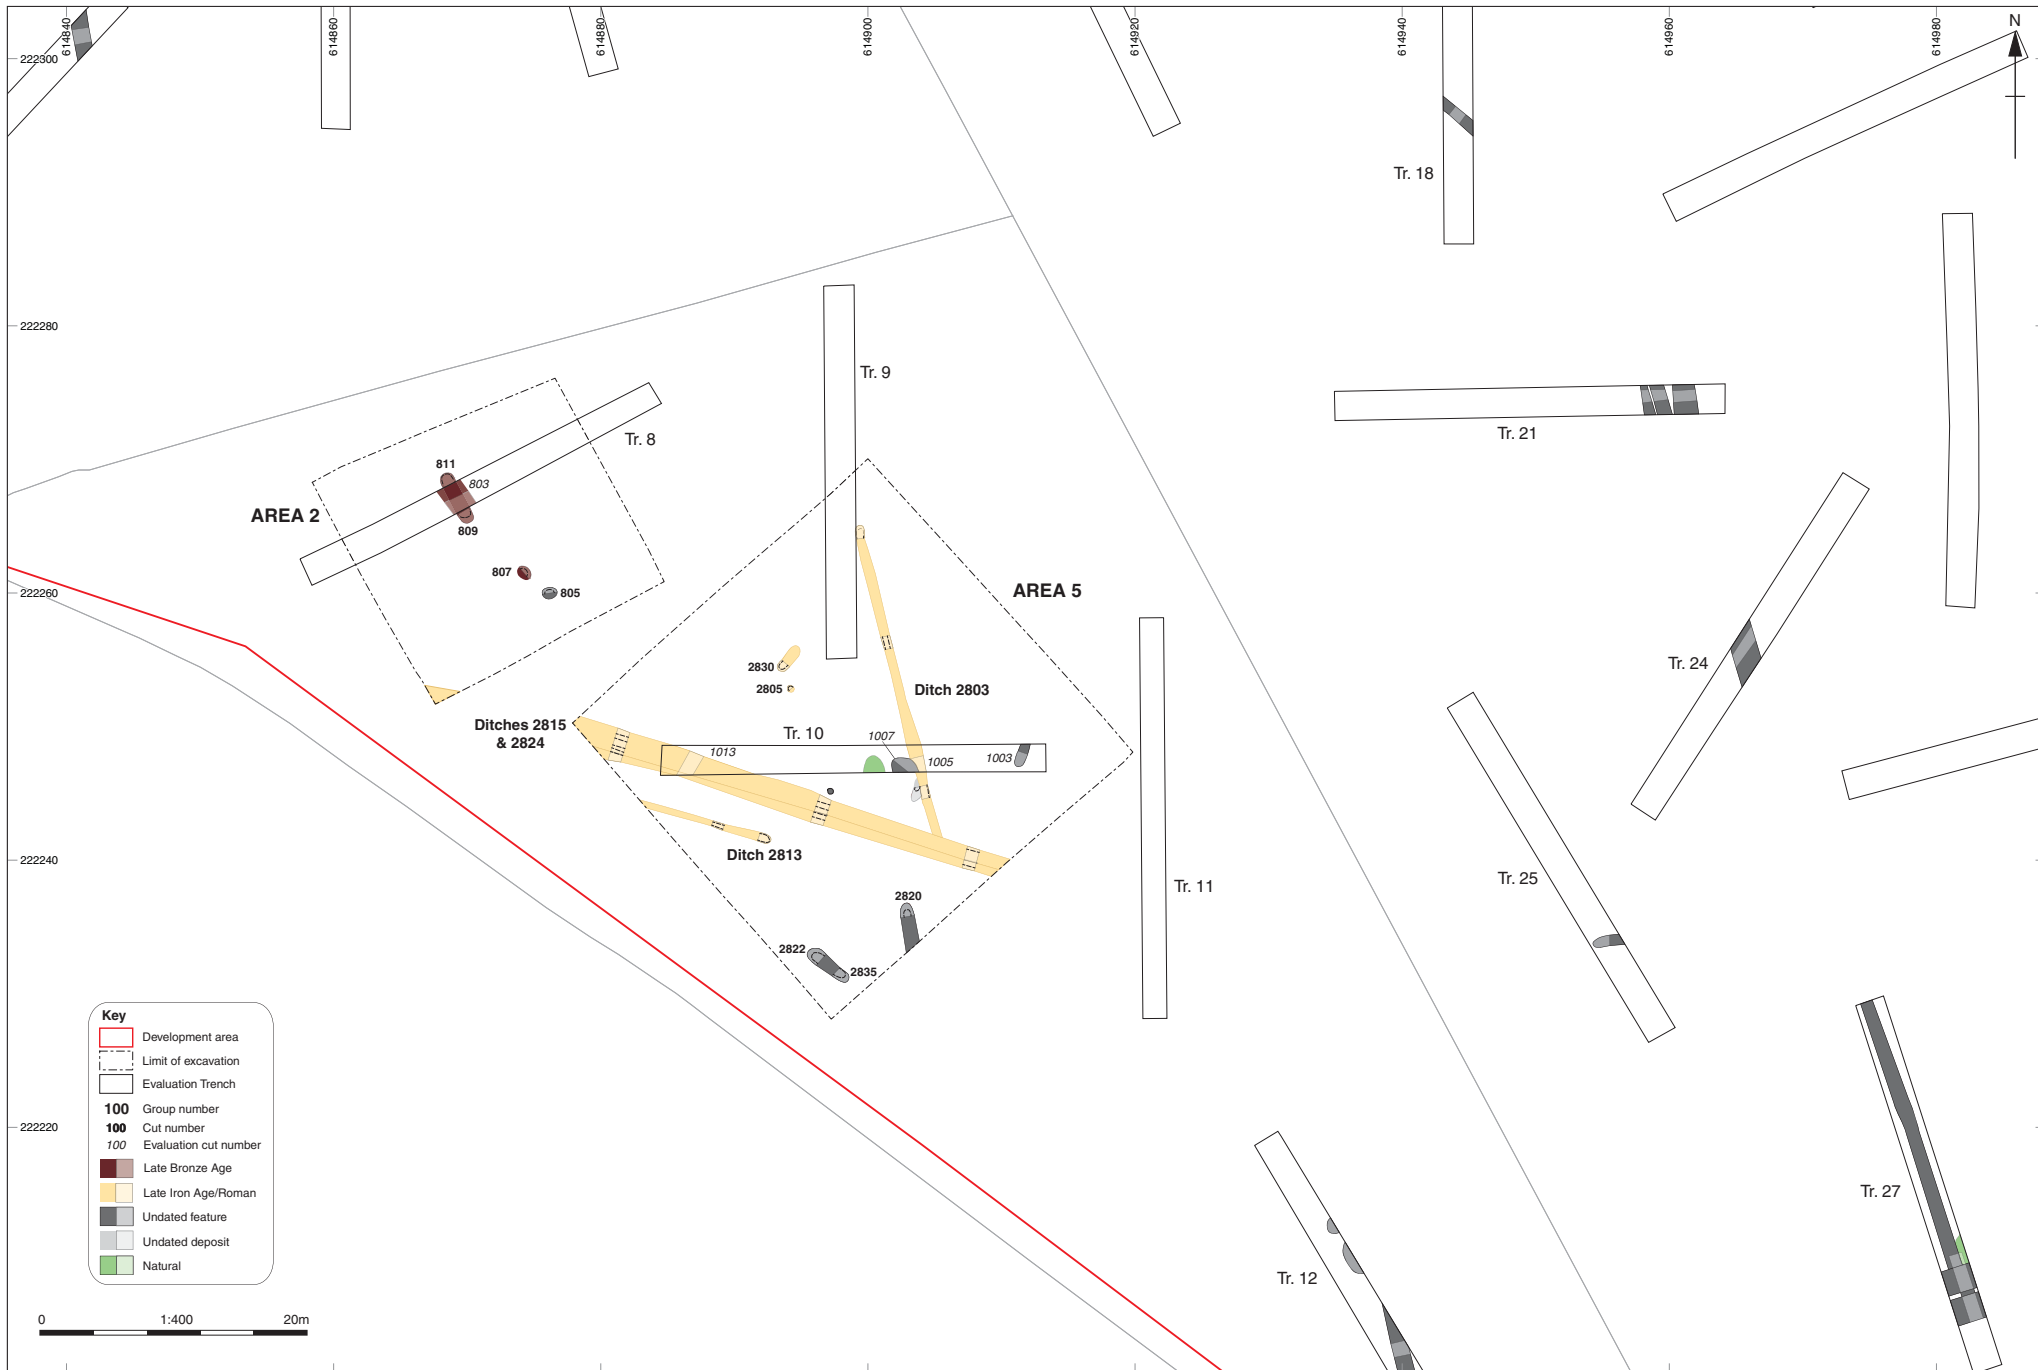 614840
614860
614880
614900
614920
614940
614960
614980
N
222300
222280
222260
222240
222220
Tr. 18
Tr. 9
Tr. 8
Tr. 21
811
803
AREA 2
809
807
805
AREA 5
Tr. 24
2830
2805
Ditch 2803
Ditches 2815
& 2824
Tr. 10
1007
1013
1005
1003
Ditch 2813
Tr. 11
Tr. 25
2820
2822
2835
Tr. 27
Tr. 12
Key
Development area
Limit of excavation
Evaluation Trench
100 Group number
100 Cut number
100 Evaluation cut number
Late Bronze Age
Late Iron Age/Roman
Undated feature
Undated deposit
Natural
0 1:400 20m